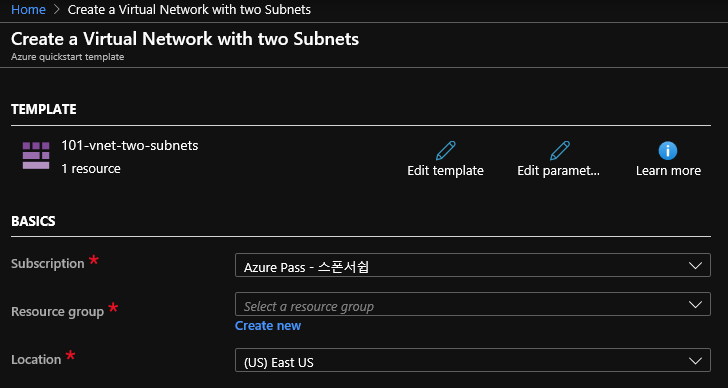 Home > Create a Virtual Network with two Subnets
Create a Virtual Network with two Subnets
Azure quickstart template
TEMPLATE
101-vnet-two-subnets
1 resource
Edit template
Edit paramet...
Learn more
BASICS
Subscription *
Azure Pass - 스폰서쉽
Resource group *
Select a resource group
Create new
Location *
(US) East US